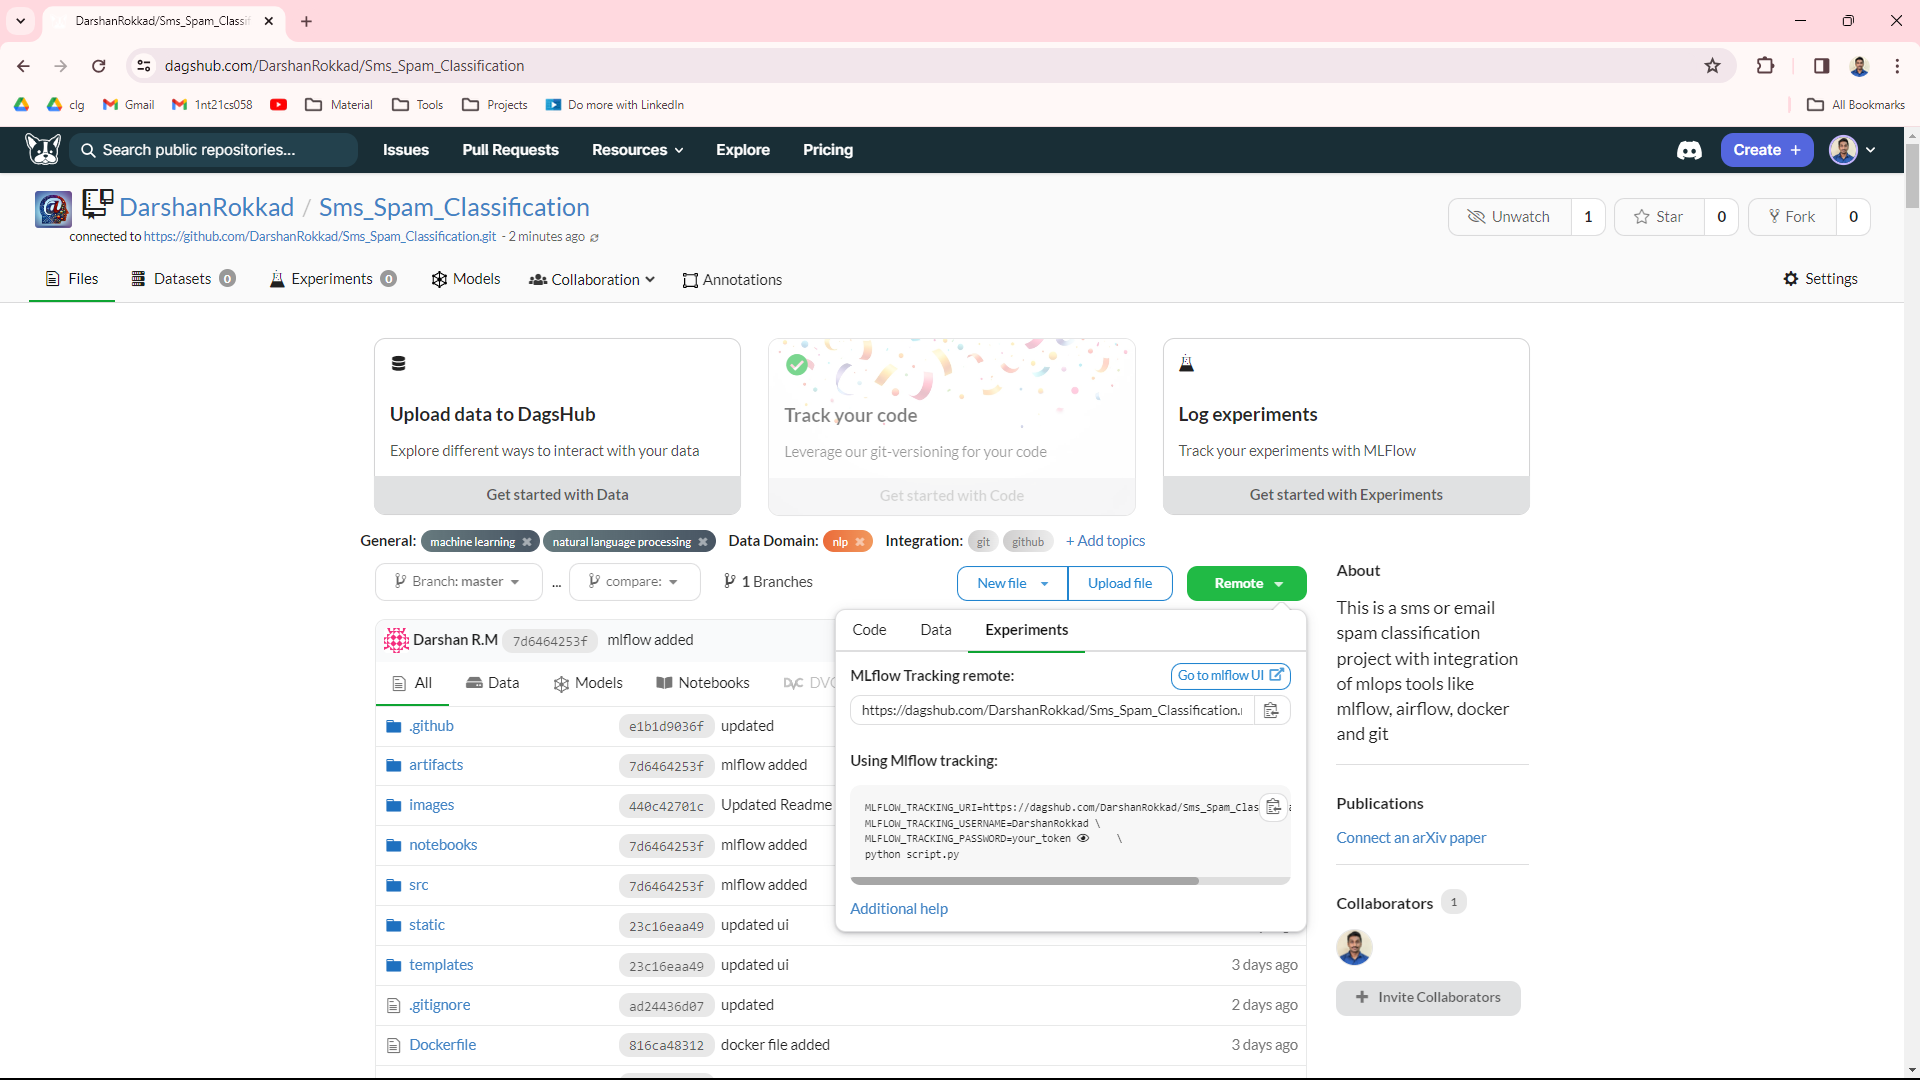 DarshanRokkad/Sms_Spam_Classif
dagshub.com/DarshanRokkad/Sms_Spam_Classification
clg Gmail 1nt21cs058 Material Tools Projects Do more with LinkedIn All Bookmarks
Search public repositories... Issues Pull Requests Resources Explore Pricing Create +
DarshanRokkad / Sms_Spam_Classification
Unwatch 1 Star 0 Fork 0
connected to https://github.com/DarshanRokkad/Sms_Spam_Classification.git - 2 minutes ago
Files Datasets 0 Experiments 0 Models Collaboration Annotations Settings
Upload data to DagsHub
Explore different ways to interact with your data
Get started with Data
Track your code
Leverage our git-versioning for your code
Get started with Code
Log experiments
Track your experiments with MLFlow
Get started with Experiments
General: machine learning natural language processing Data Domain: nlp Integration: git github + Add topics
Branch: master ... compare: 1 Branches New file Upload file Remote
Darshan R.M 7d6464253f mlflow added
All Data Models Notebooks DVC
.github e1b1d9036f updated
artifacts 7d6464253f mlflow added
images 440c42701c Updated Readme
notebooks 7d6464253f mlflow added
src 7d6464253f mlflow added
static 23c16eaa49 updated ui
templates 23c16eaa49 updated ui 3 days ago
.gitignore ad24436d07 updated 2 days ago
Dockerfile 816ca48312 docker file added 3 days ago
Code Data Experiments
MLflow Tracking remote: Go to mlflow UI
https://dagshub.com/DarshanRokkad/Sms_Spam_Classification.
Using Mlflow tracking:
MLFLOW_TRACKING_URI=https://dagshub.com/DarshanRokkad/Sms_Spam_Clas
MLFLOW_TRACKING_USERNAME=DarshanRokkad \
MLFLOW_TRACKING_PASSWORD=your_token \
python script.py
Additional help
About
This is a sms or email
spam classification
project with integration
of mlops tools like
mlflow, airflow, docker
and git
Publications
Connect an arXiv paper
Collaborators 1
+ Invite Collaborators